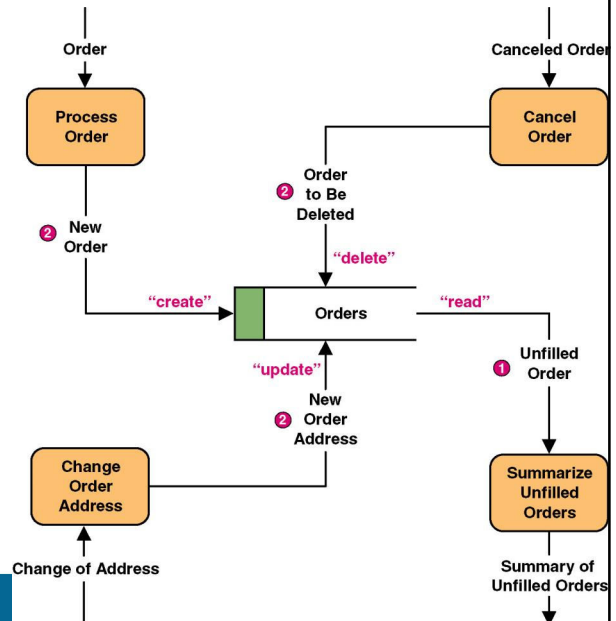 Order
Canceled Order
Process
Order
Cancel
Order
Order
to Be
Deleted
2
2
New
Order
"delete"
"create"
Orders
"read"
"update"
Unfilled
Order
1
New
Order
Address
2
Change
Order
Address
Summarize
Unfilled
Orders
Change of Address
Summary of
Unfilled Orders